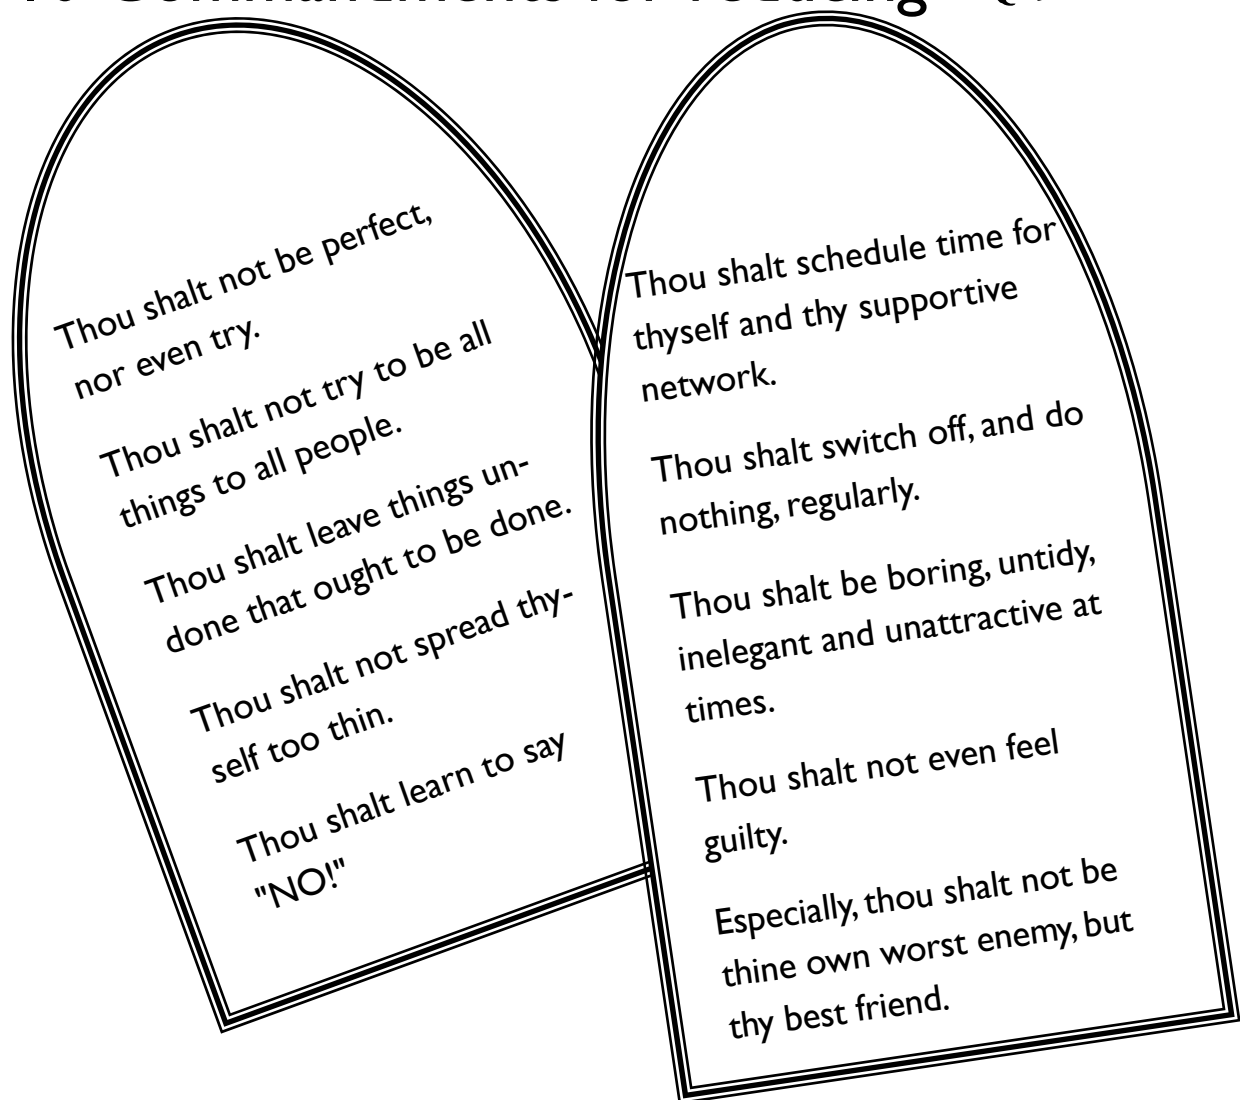 10 Commandments for reducing
Thou shalt not be perfect,
nor even try.
Thou shalt not try to be all
things to all people.
Thou shalt leave things un-
done that ought to be done.
Thou shalt not spread thy-
self too thin.
Thou shalt learn to say
"NO!"
Thou shalt schedule time for
thyself and thy supportive
network.
Thou shalt switch off, and do
nothing, regularly.
Thou shalt be boring, untidy,
inelegant and unattractive at
times.
Thou shalt not even feel
guilty.
Especially, thou shalt not be
thine own worst enemy, but
thy best friend.